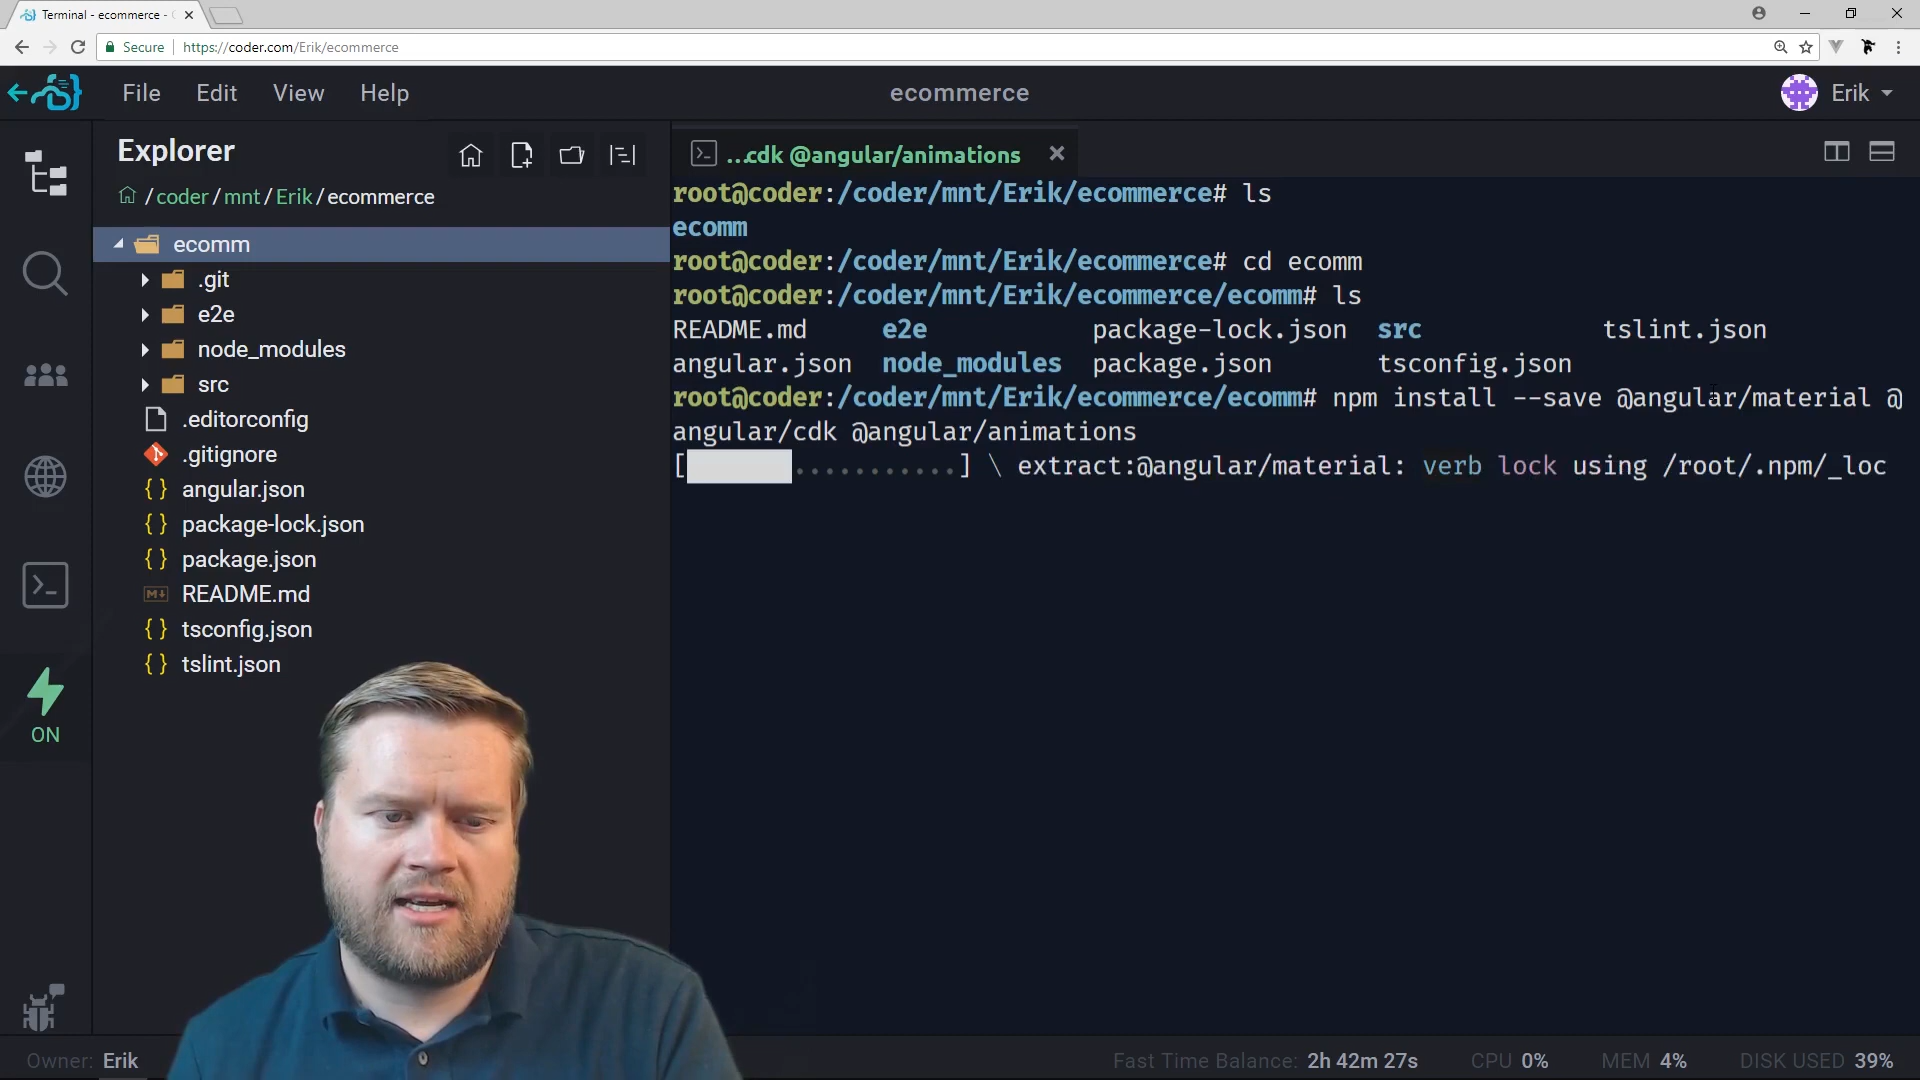 Terminal - ecommerce -
Secure https://coder.com/Erik/ecommerce
File Edit View Help
ecommerce
Erik
Explorer
/ coder / mnt / Erik / ecommerce
ecomm
.git
e2e
node_modules
src
.editorconfig
.gitignore
angular.json
package-lock.json
package.json
M README.md
tsconfig.json
tslint.json
ON
...cdk @angular/animations
root@coder:/coder/mnt/Erik/ecommerce# ls
ecomm
root@coder:/coder/mnt/Erik/ecommerce# cd ecomm
root@coder:/coder/mnt/Erik/ecommerce/ecomm# ls
README.md e2e package-lock.json src tslint.json
angular.json node_modules package.json tsconfig.json
root@coder:/coder/mnt/Erik/ecommerce/ecomm# npm install --save @angular/material @
angular/cdk @angular/animations
[ ...........] \ extract:@angular/material: verb lock using /root/.npm/_loc
Owner: Erik
Fast Time Balance: 2h 42m 27s CPU 0% MEM 4% DISK USED 39%